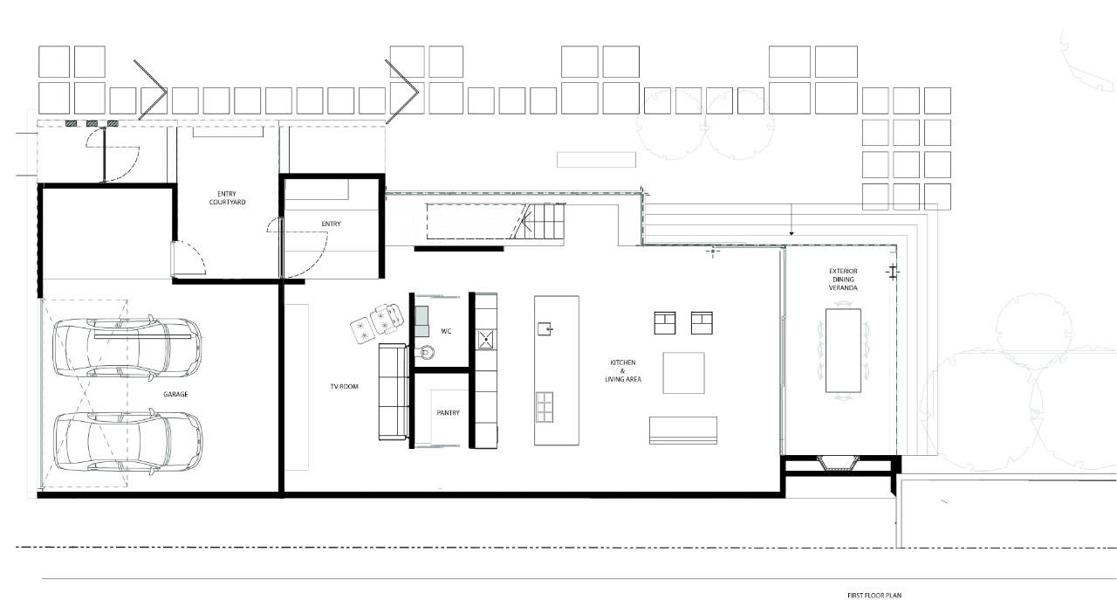 ENTRY
COURTYARD
ENTRY
EXTERIOR
DINING
VERANDA
WC
KITCHEN
&
LIVING AREA
TV ROOM
GARAGE
PANTRY
FIRST FLOOR PLAN